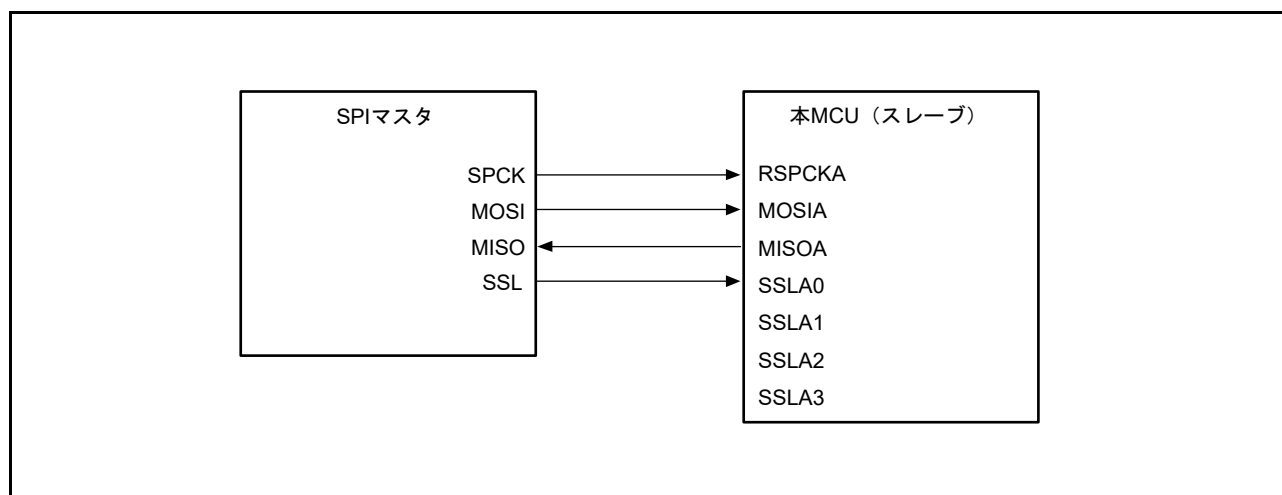 SPIマスタ
SPCK
MOSI
MISO
SSL
本MCU（スレーブ）
RSPCKA
MOSIA
MISOA
SSLA0
SSLA1
SSLA2
SSLA3